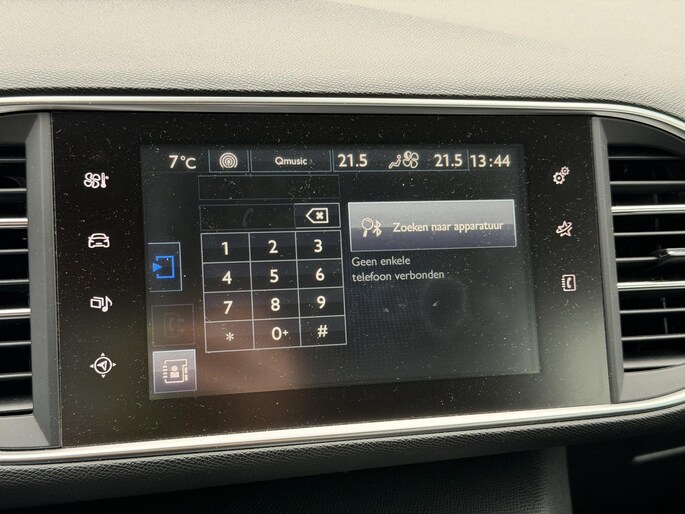 7°C Qmusic 21.5 21.5 13:44
Zoeken naar apparatuur
Geen enkele
telefoon verbonden
1 2 3
4 5 6
7 8 9
* 0+ #